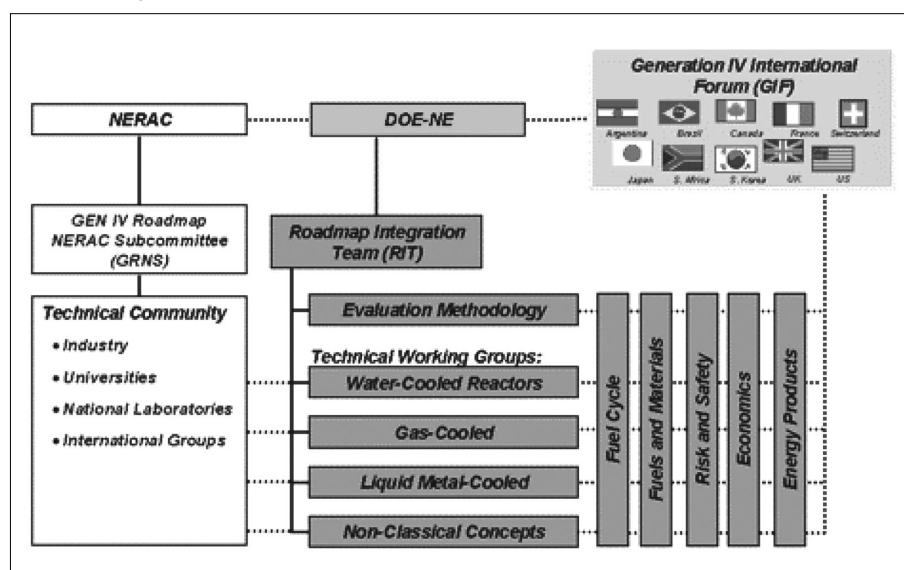 Generation IV International
Forum (GIF)
NERAC
DOE-NE
Argentina Brazil Canada France Switzerland
Japan S. Africa S. Korea UK US
GEN IV Roadmap
NERAC Subcommittee
(GRNS)
Roadmap Integration
Team (RIT)
Technical Community
• Industry
• Universities
• National Laboratories
• International Groups
Evaluation Methodology
Technical Working Groups:
Water-Cooled Reactors
Gas-Cooled
Liquid Metal-Cooled
Non-Classical Concepts
Fuel Cycle
Fuels and Materials
Risk and Safety
Economics
Energy Products